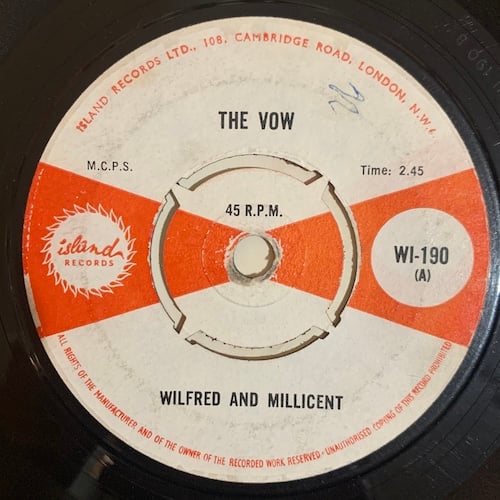 ISLAND RECORDS LTD., 108, CAMBRIDGE ROAD, LONDON, N.W.6.
THE VOW
M.C.P.S.
Time: 2.45
45 R.P.M.
island
RECORDS
WI-190
(A)
WILFRED AND MILLICENT
ALL RIGHTS OF THE MANUFACTURER AND OF THE OWNER OF THE RECORDED WORK RESERVED - UNAUTHORISED COPYING OF THIS RECORD PROHIBITED